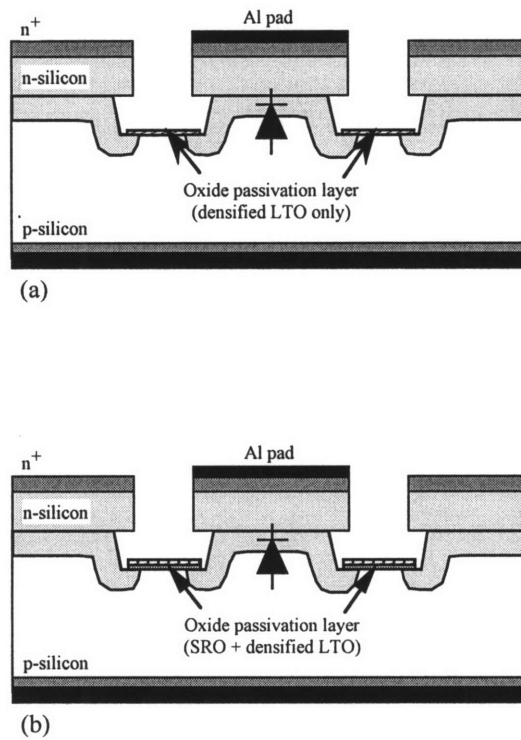 n+
Al pad
n-silicon
Oxide passivation layer
(densified LTO only)
p-silicon
(a)
n+
Al pad
n-silicon
Oxide passivation layer
(SRO + densified LTO)
p-silicon
(b)